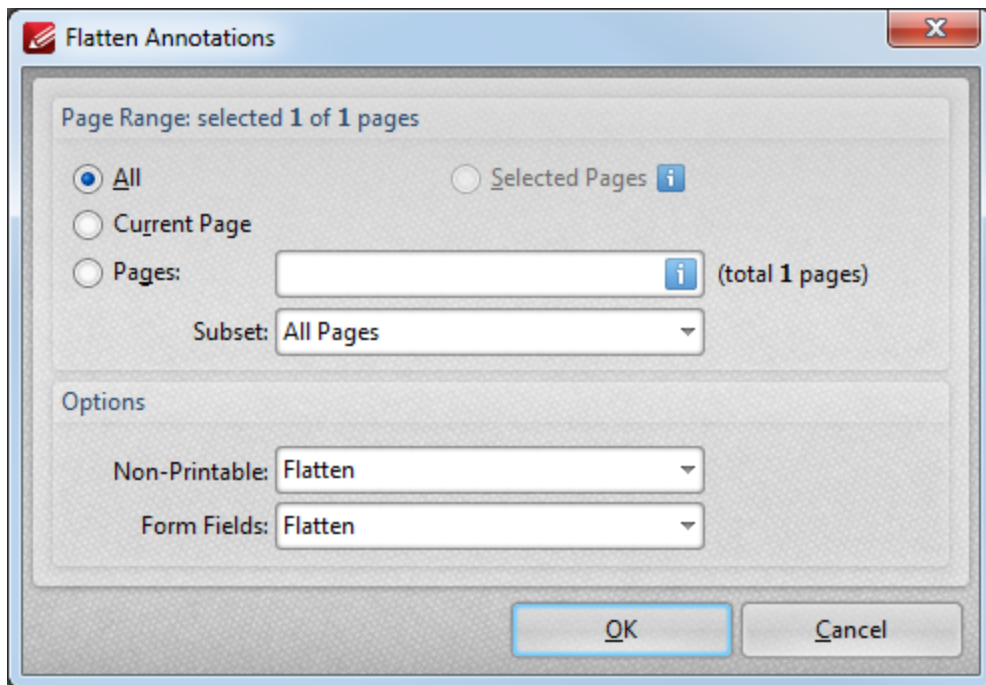 Flatten Annotations
Page Range: selected 1 of 1 pages
All Selected Pages i
Current Page
Pages: i (total 1 pages)
Subset: All Pages
Options
Non-Printable: Flatten
Form Fields: Flatten
OK Cancel